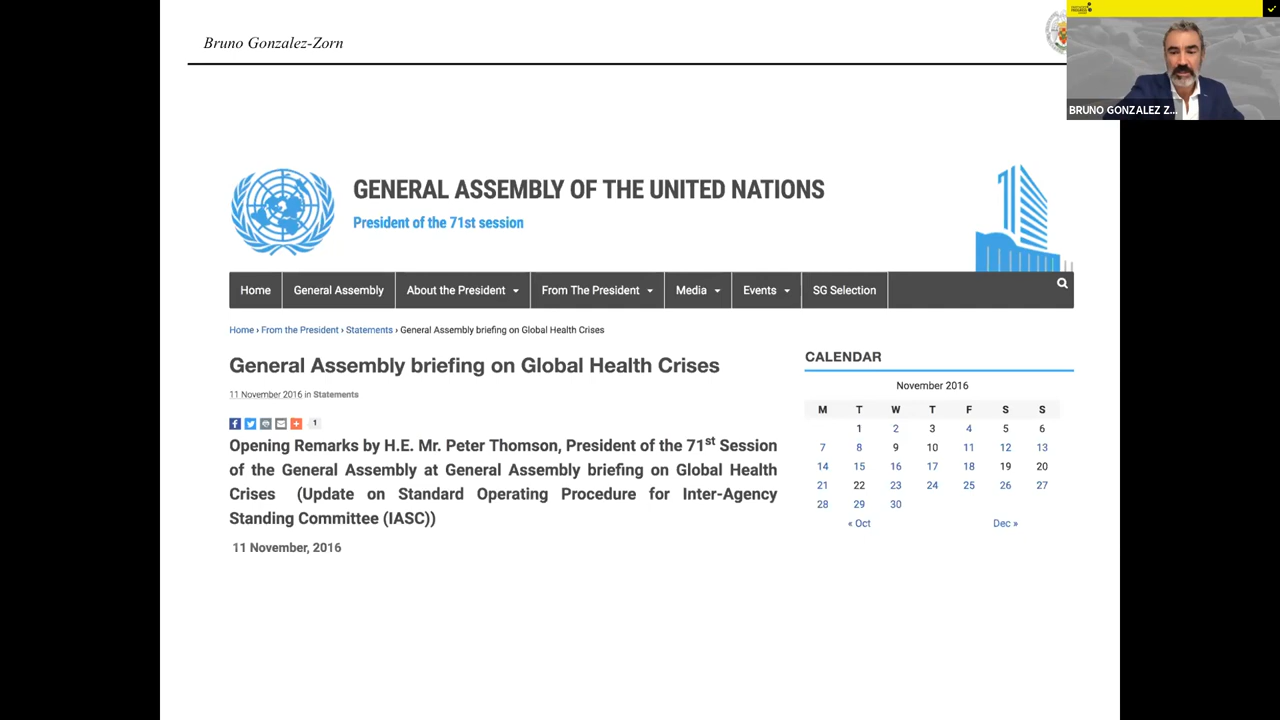 Bruno Gonzalez-Zorn
BRUNO GONZALEZ Z...
GENERAL ASSEMBLY OF THE UNITED NATIONS
President of the 71st session
Home General Assembly About the President From The President Media Events SG Selection
Home › From the President › Statements › General Assembly briefing on Global Health Crises
General Assembly briefing on Global Health Crises
11 November 2016 in Statements
1
Opening Remarks by H.E. Mr. Peter Thomson, President of the 71st Session
of the General Assembly at General Assembly briefing on Global Health
Crises (Update on Standard Operating Procedure for Inter-Agency
Standing Committee (IASC))
11 November, 2016
CALENDAR
November 2016
M T W T F S S
1 2 3 4 5 6
7 8 9 10 11 12 13
14 15 16 17 18 19 20
21 22 23 24 25 26 27
28 29 30
« Oct Dec »